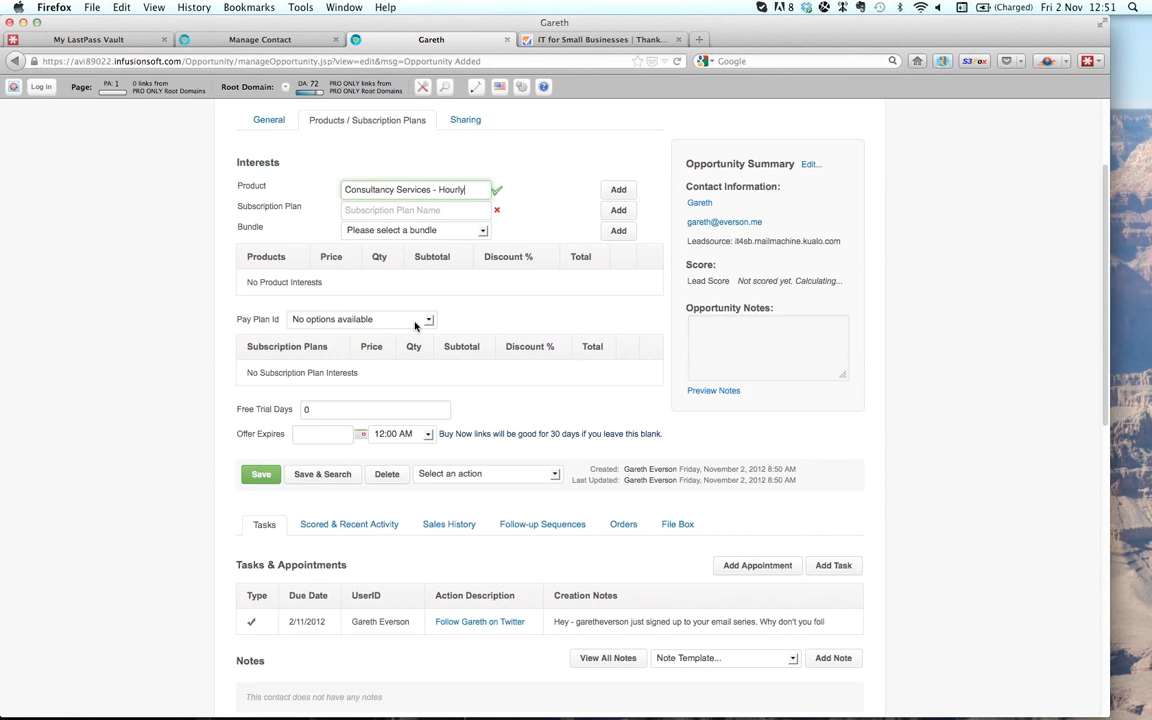 Firefox File Edit View History Bookmarks Tools Window Help 8 (Charged) Fri 2 Nov 12:51
Gareth
My LastPass Vault Manage Contact Gareth IT for Small Businesses | Thank...
https://avi89022.infusionsoft.com/Opportunity/manageOpportunity.jsp?view=edit&msg=Opportunity Added Google S3Fox
Log In Page: PA: 1 0 links from PRO ONLY Root Domains Root Domain: DA: 72 PRO ONLY links from PRO ONLY Root Domains
General Products / Subscription Plans Sharing
Interests
Product Consultancy Services - Hourly Add
Subscription Plan Subscription Plan Name Add
Bundle Please select a bundle Add
Products Price Qty Subtotal Discount % Total
No Product Interests
Pay Plan Id No options available
Subscription Plans Price Qty Subtotal Discount % Total
No Subscription Plan Interests
Free Trial Days 0
Offer Expires 12:00 AM Buy Now links will be good for 30 days if you leave this blank.
Opportunity Summary Edit...
Contact Information:
Gareth
gareth@everson.me
Leadsource: it4sb.mailmachine.kualo.com
Score:
Lead Score Not scored yet. Calculating...
Opportunity Notes:
Preview Notes
Save Save & Search Delete Select an action
Created: Gareth Everson Friday, November 2, 2012 8:50 AM
Last Updated: Gareth Everson Friday, November 2, 2012 8:50 AM
Tasks Scored & Recent Activity Sales History Follow-up Sequences Orders File Box
Tasks & Appointments Add Appointment Add Task
Type Due Date UserID Action Description Creation Notes
2/11/2012 Gareth Everson Follow Gareth on Twitter Hey - garetheverson just signed up to your email series. Why don't you foll
Notes View All Notes Note Template... Add Note
This contact does not have any notes